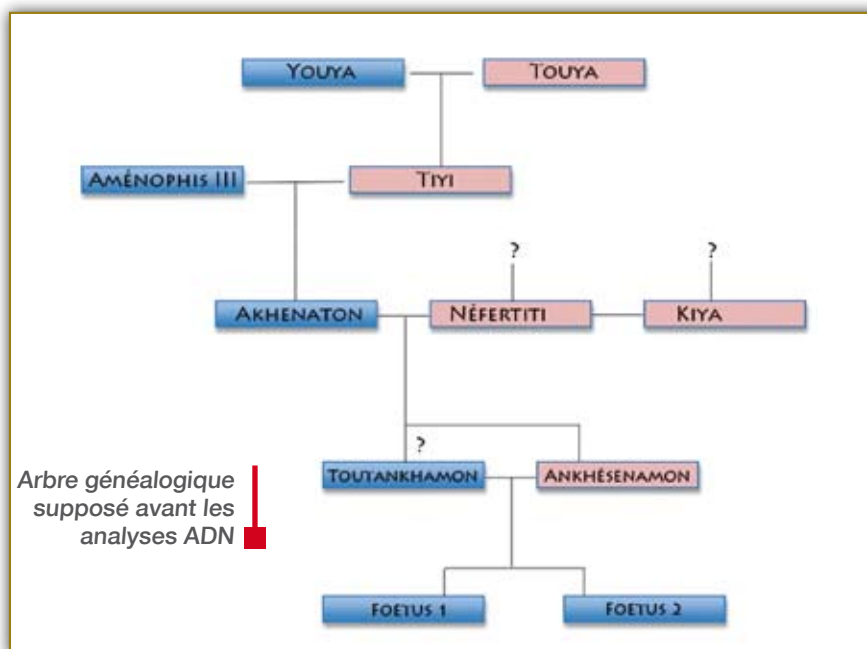 YOUYA
TOUYA
AMÉNOPHIS III
TIYI
?
?
AKHENATON
NÉFERTITI
KIYA
?
TOUTANKHAMON
ANKHÉSENAMON
Arbre généalogique
supposé avant les
analyses ADN
FOETUS 1
FOETUS 2